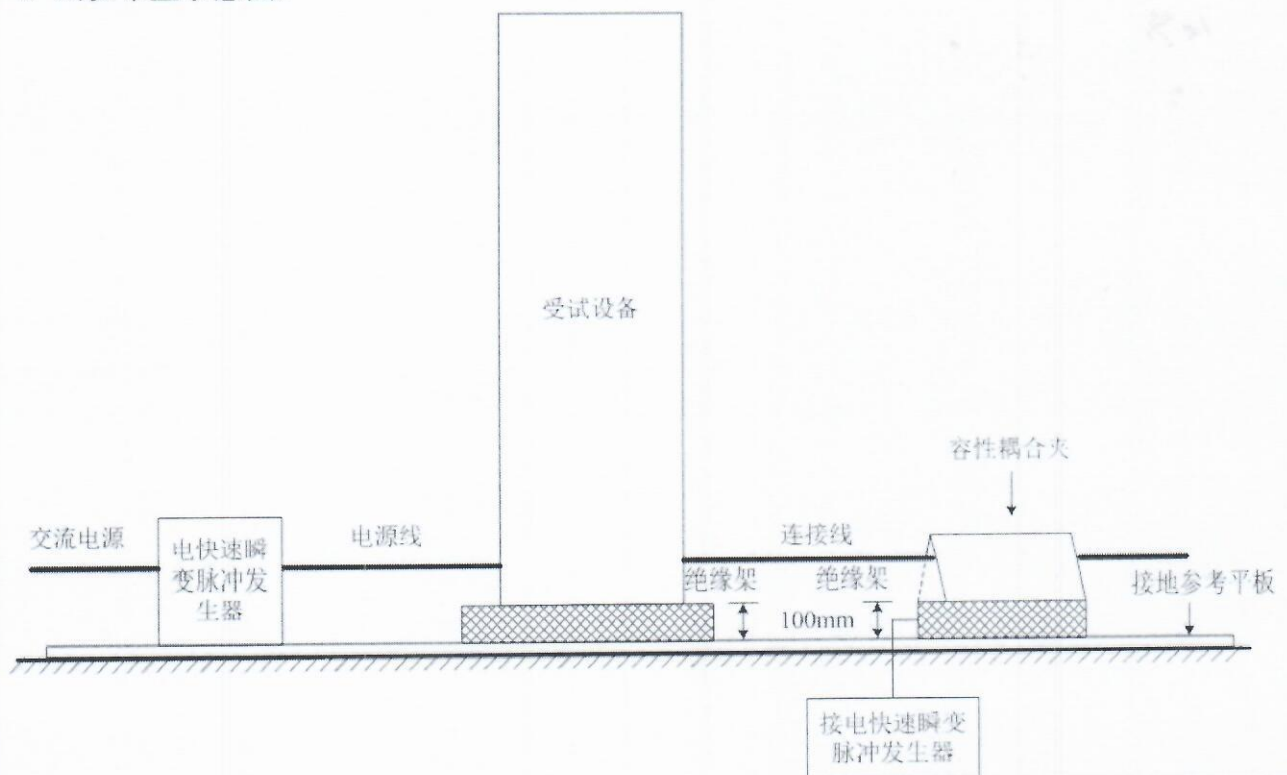 受试设备
容性耦合夹
交流电源
电快速瞬
变脉冲发
生器
电源线
连接线
绝缘架
绝缘架
100mm
接地参考平板
接电快速瞬变
脉冲发生器